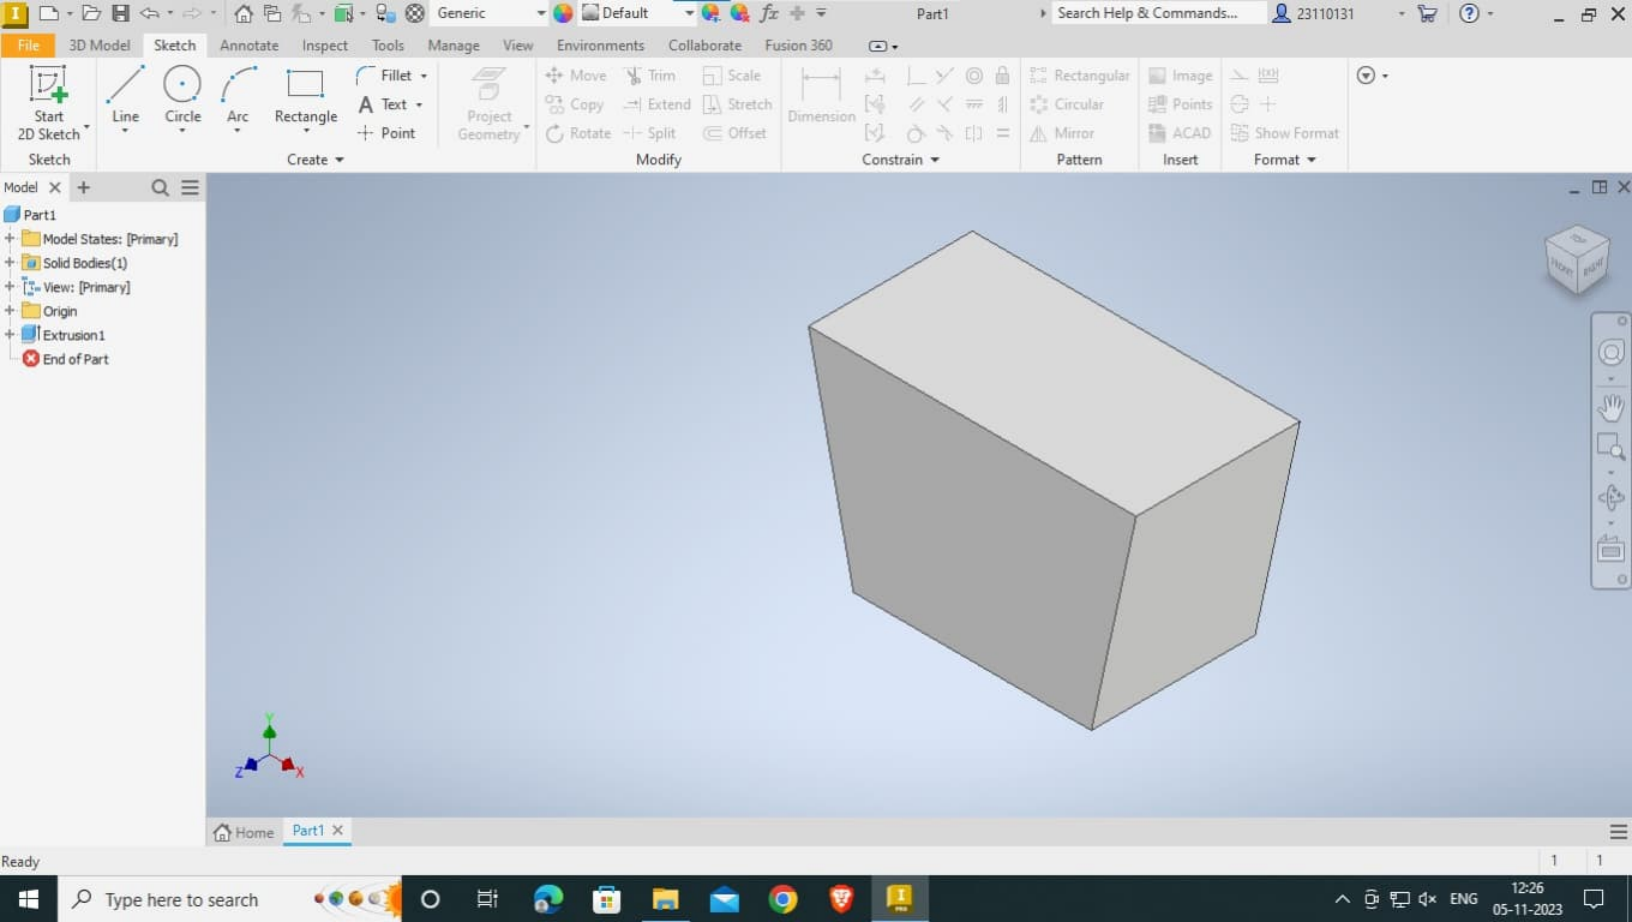 Generic
Default
Part1
Search Help & Commands...
23110131
File
3D Model
Sketch
Annotate
Inspect
Tools
Manage
View
Environments
Collaborate
Fusion 360
Start
2D Sketch
Line
Circle
Arc
Rectangle
Fillet
Text
Point
Project
Geometry
Move
Copy
Rotate
Trim
Extend
Split
Scale
Stretch
Offset
Dimension
Rectangular
Circular
Mirror
Image
Points
ACAD
Show Format
Sketch
Create
Modify
Constrain
Pattern
Insert
Format
Model
Part1
Model States: [Primary]
Solid Bodies(1)
View: [Primary]
Origin
Extrusion1
End of Part
FRONT
RIGHT
Y
Z
X
Home
Part1
Ready
1
1
Type here to search
ENG
12:26
05-11-2023